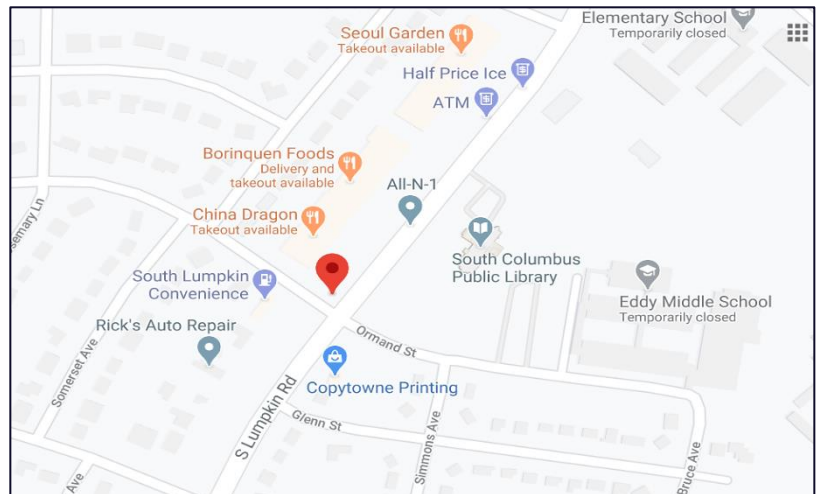 Elementary School
Temporarily closed
Seoul Garden
Takeout available
Half Price Ice
ATM
Borinquen Foods
Delivery and
takeout available
All-N-1
China Dragon
Takeout available
South Columbus
Public Library
South Lumpkin
Convenience
Eddy Middle School
Temporarily closed
Rick's Auto Repair
Ormand St
Somerset Ave
Copytowne Printing
S Lumpkin Rd
Glenn St
Simmons Ave
Ave